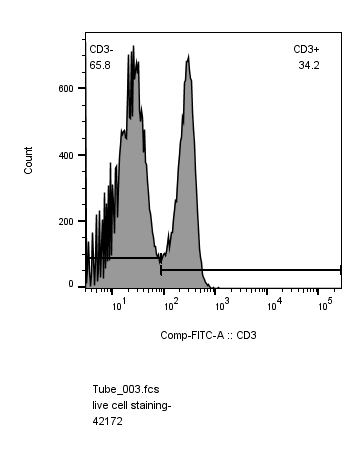 CD3- CD3+
65.8 34.2
600
400
200
0
Count
10^1 10^2 10^3 10^4 10^5
Comp-FITC-A :: CD3
Tube_003.fcs
live cell staining-
42172